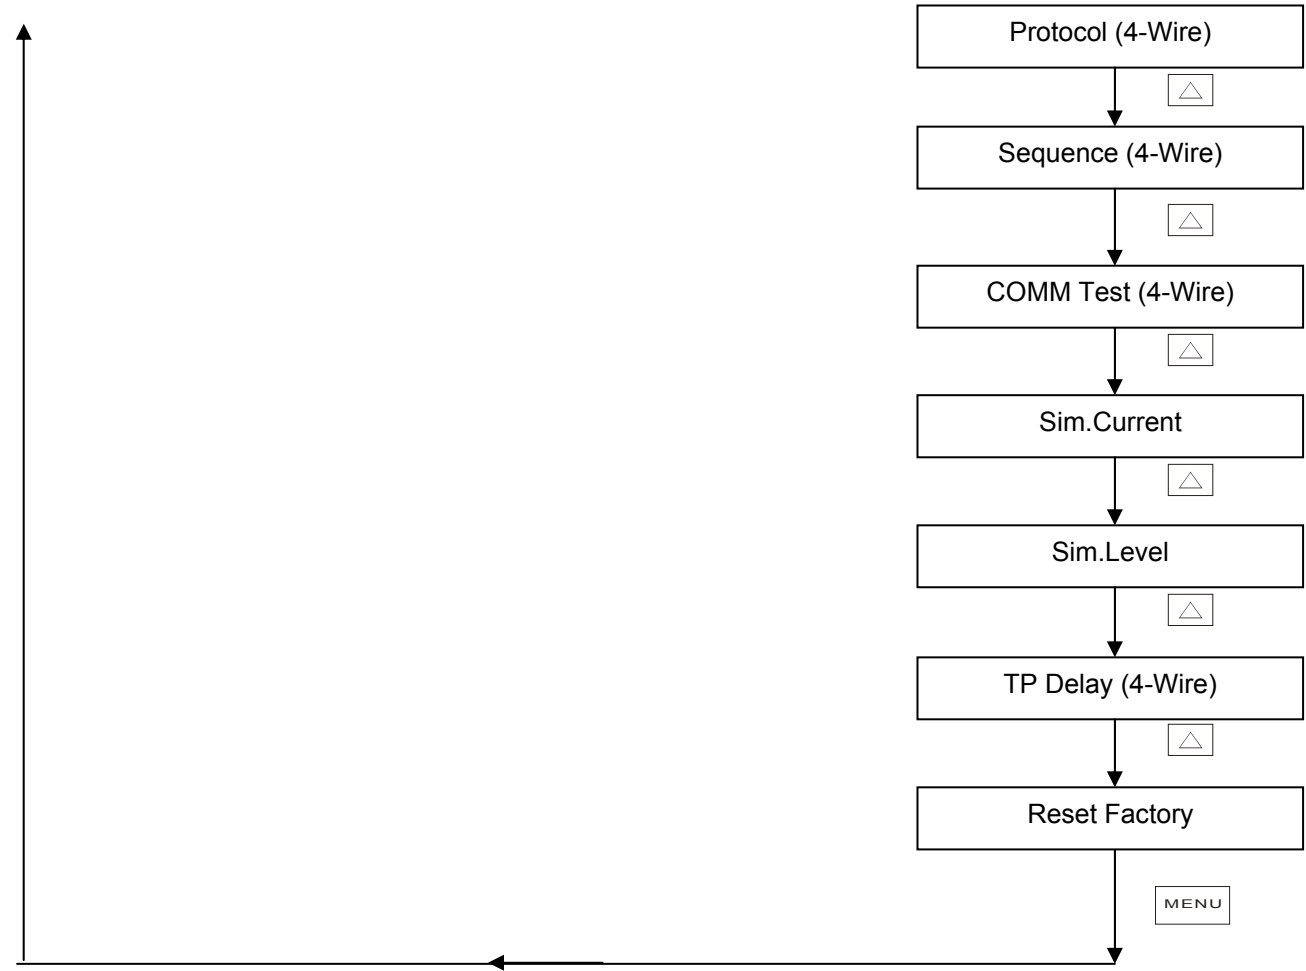 Protocol (4-Wire)
Sequence (4-Wire)
COMM Test (4-Wire)
Sim.Current
Sim.Level
TP Delay (4-Wire)
Reset Factory
MENU